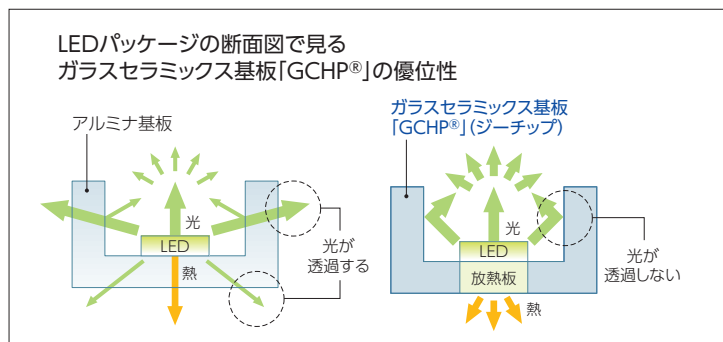 LEDパッケージの断面図で見る
ガラスセラミックス基板「GCHP®」の優位性
アルミナ基板
光
LED
熱
光が
透過する
ガラスセラミックス基板
「GCHP®」（ジーチップ）
光
LED
放熱板
熱
光が
透過しない